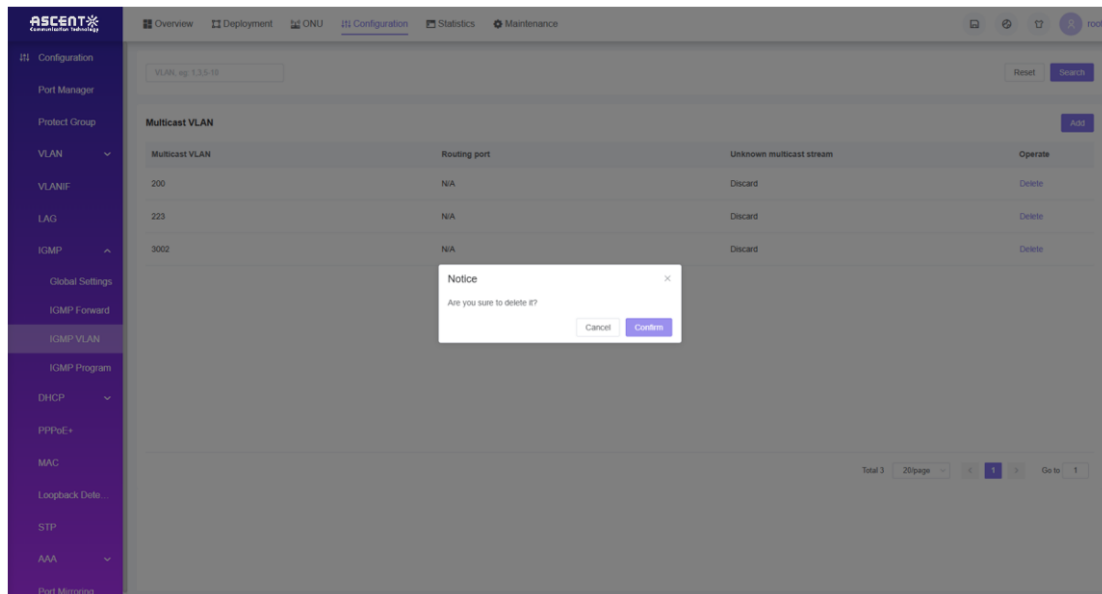 ASCENT
Communication Technology
Overview Deployment ONU Configuration Statistics Maintenance
R roo
Configuration
Port Manager
Protect Group
VLAN
VLANIF
LAG
IGMP
Global Settings
IGMP Forward
IGMP VLAN
IGMP Program
DHCP
PPPoE+
MAC
Loopback Dete...
STP
AAA
Port Mirroring
VLAN, eg: 1,3,5-10
Reset Search
Multicast VLAN Add
Multicast VLAN Routing port Unknown multicast stream Operate
200 N/A Discard Delete
223 N/A Discard Delete
3002 N/A Discard Delete
Notice
Are you sure to delete it?
Cancel Confirm
Total 3 20/page 1 Go to 1